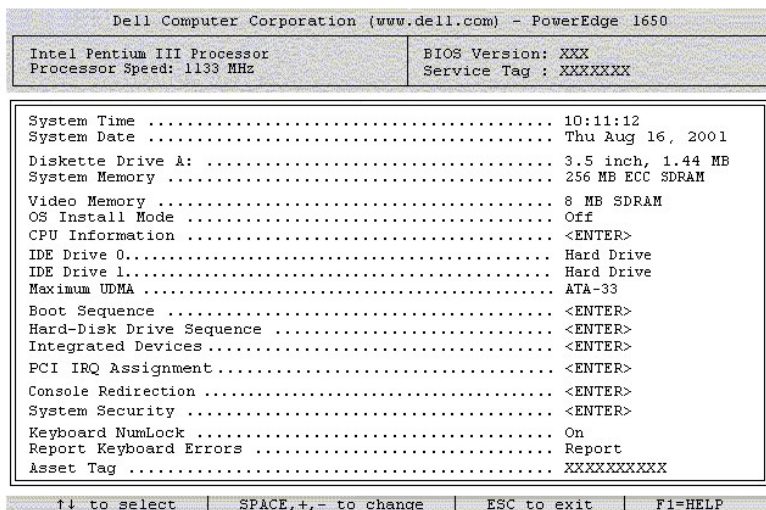 Dell Computer Corporation (www.dell.com) - PowerEdge 1650
Intel Pentium III Processor
Processor Speed: 1133 MHz
BIOS Version: XXX
Service Tag : XXXXXXX
System Time .......................................... 10:11:12
System Date .......................................... Thu Aug 16, 2001
Diskette Drive A: .................................... 3.5 inch, 1.44 MB
System Memory ........................................ 256 MB ECC SDRAM
Video Memory ......................................... 8 MB SDRAM
OS Install Mode ...................................... Off
CPU Information ...................................... <ENTER>
IDE Drive 0........................................... Hard Drive
IDE Drive 1........................................... Hard Drive
Maximum UDMA ......................................... ATA-33
Boot Sequence ........................................ <ENTER>
Hard-Disk Drive Sequence ............................. <ENTER>
Integrated Devices.................................... <ENTER>
PCI IRQ Assignment.................................... <ENTER>
Console Redirection .................................. <ENTER>
System Security ...................................... <ENTER>
Keyboard NumLock ..................................... On
Report Keyboard Errors ............................... Report
Asset Tag ............................................ XXXXXXXXXX
↑↓ to select | SPACE,+,- to change | ESC to exit | F1=HELP